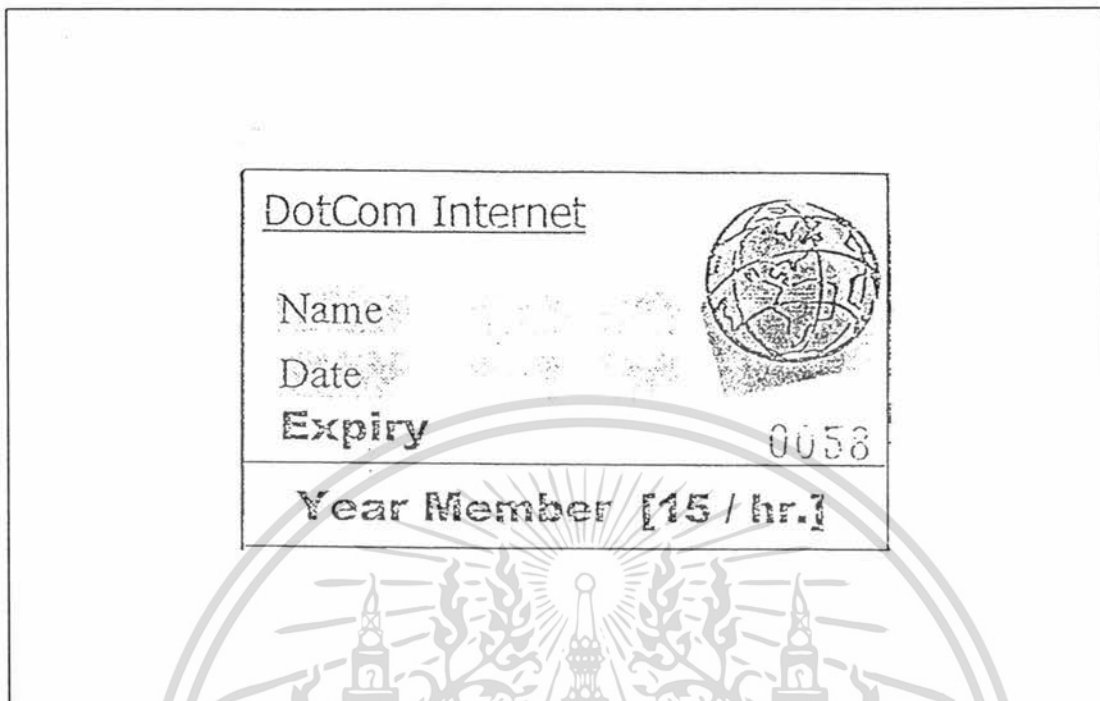 DotCom Internet
Name
Date
Expiry
0058
Year Member [15 / hr.]